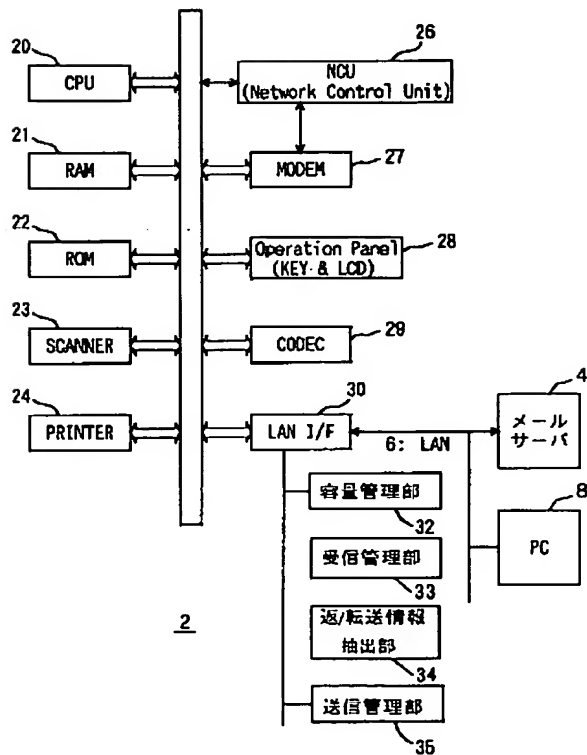 20
CPU
26
NCU
(Network Control Unit)
21
RAM
27
MODEM
22
ROM
28
Operation Panel
(KEY & LCD)
23
SCANNER
29
CODEC
24
PRINTER
30
LAN I/F
6: LAN
4
メール
サーバ
8
PC
容量管理部
32
受信管理部
33
返/転送情報
抽出部
34
送信管理部
35
2